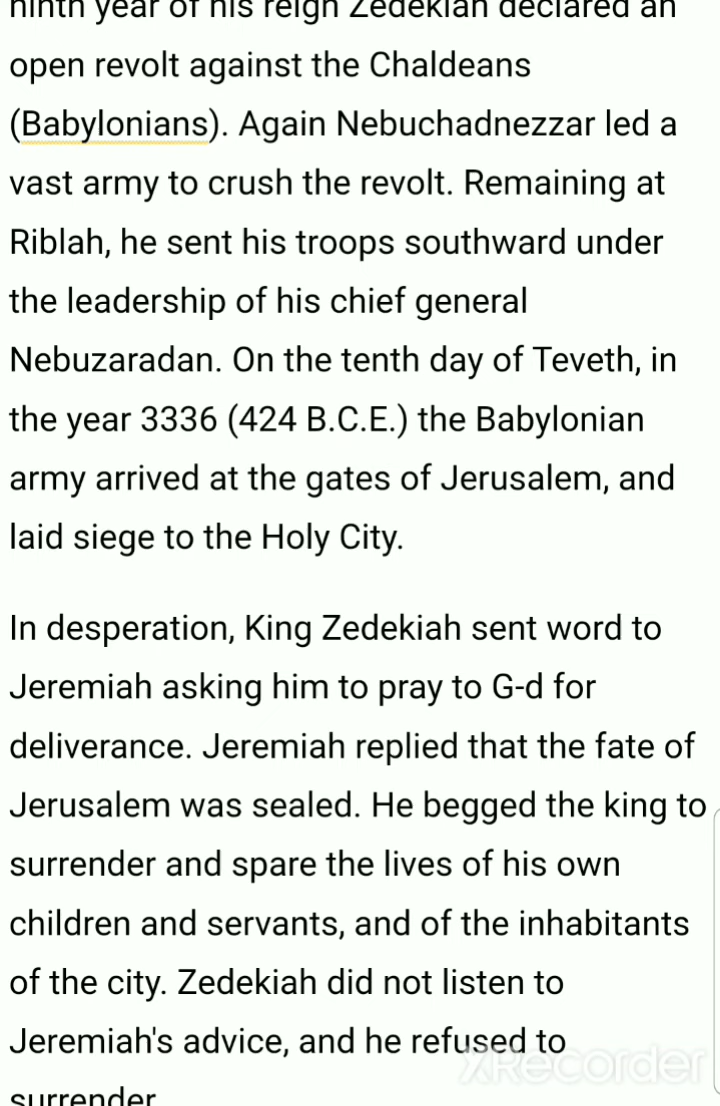 ninth year of his reign Zedekiah declared an
open revolt against the Chaldeans
(Babylonians). Again Nebuchadnezzar led a
vast army to crush the revolt. Remaining at
Riblah, he sent his troops southward under
the leadership of his chief general
Nebuzaradan. On the tenth day of Teveth, in
the year 3336 (424 B.C.E.) the Babylonian
army arrived at the gates of Jerusalem, and
laid siege to the Holy City.
In desperation, King Zedekiah sent word to
Jeremiah asking him to pray to G-d for
deliverance. Jeremiah replied that the fate of
Jerusalem was sealed. He begged the king to
surrender and spare the lives of his own
children and servants, and of the inhabitants
of the city. Zedekiah did not listen to
Jeremiah's advice, and he refused to
surrender
XRecorder